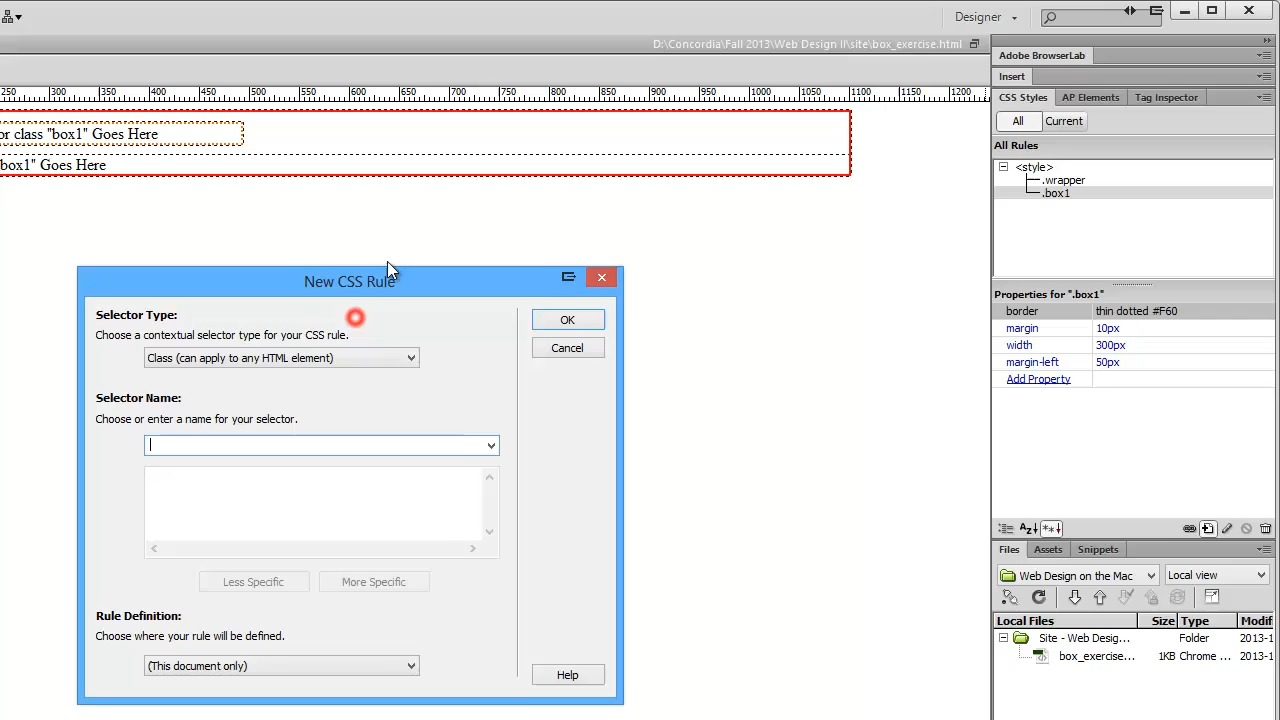 Designer
D:\Concordia\Fall 2013\Web Design II\site\box_exercise.html
250 300 350 400 450 500 550 600 650 700 750 800 850 900 950 1000 1050 1100 1150 1200
or class "box1" Goes Here
"box1" Goes Here
New CSS Rule
Selector Type:
Choose a contextual selector type for your CSS rule.
Class (can apply to any HTML element)
Selector Name:
Choose or enter a name for your selector.
Less Specific More Specific
Rule Definition:
Choose where your rule will be defined.
(This document only)
OK
Cancel
Help
Adobe BrowserLab
Insert
CSS Styles AP Elements Tag Inspector
All Current
All Rules
<style>
.wrapper
.box1
Properties for ".box1"
border thin dotted #F60
margin 10px
width 300px
margin-left 50px
Add Property
Files Assets Snippets
Web Design on the Mac Local view
Local Files Size Type Modifi
Site - Web Desig... Folder 2013-1
box_exercise... 1KB Chrome ... 2013-1